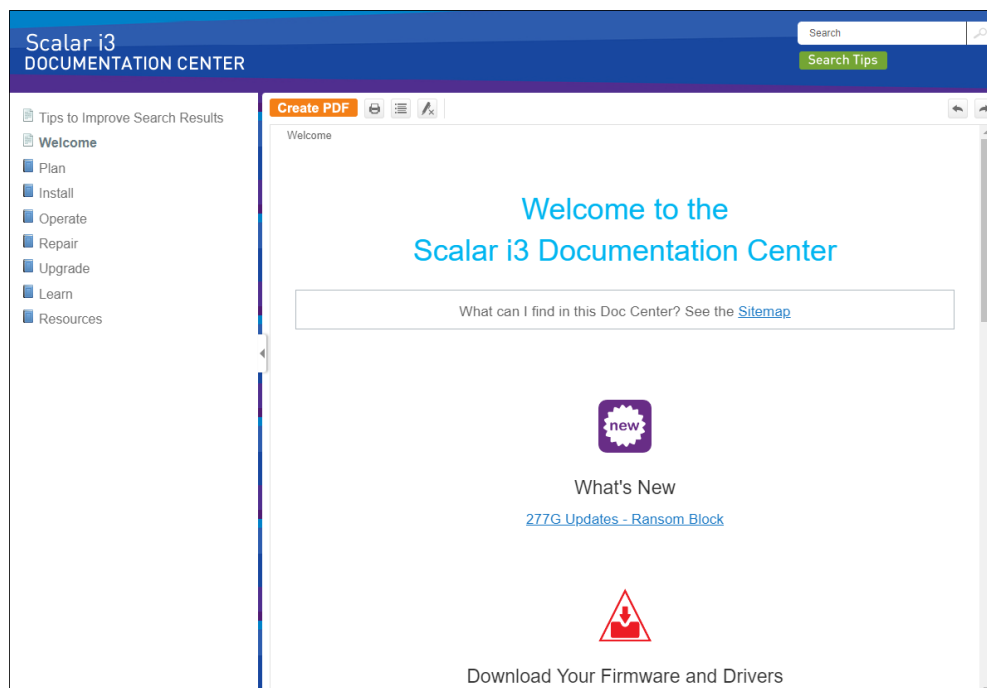 Scalar i3
DOCUMENTATION CENTER
Search
Search Tips
Tips to Improve Search Results
Welcome
Plan
Install
Operate
Repair
Upgrade
Learn
Resources
Create PDF
Welcome
Welcome to the
Scalar i3 Documentation Center
What can I find in this Doc Center? See the Sitemap
new
What's New
277G Updates - Ransom Block
Download Your Firmware and Drivers